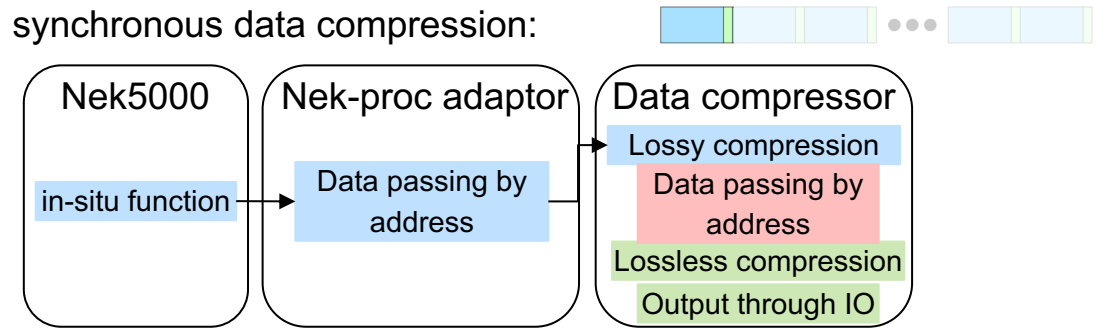 synchronous data compression:
Nek5000
in-situ function
Nek-proc adaptor
Data passing by
address
Data compressor
Lossy compression
Data passing by
address
Lossless compression
Output through IO